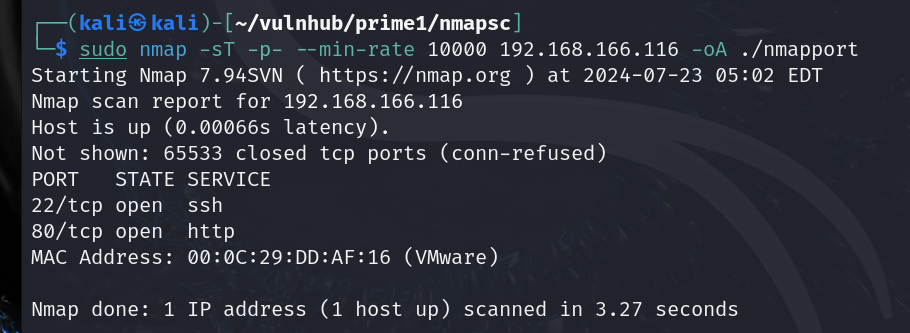 ┌──(kali㉿kali)-[~/vulnhub/prime1/nmapsc]
└─$ sudo nmap -sT -p- --min-rate 10000 192.168.166.116 -oA ./nmapport
Starting Nmap 7.94SVN ( https://nmap.org ) at 2024-07-23 05:02 EDT
Nmap scan report for 192.168.166.116
Host is up (0.00066s latency).
Not shown: 65533 closed tcp ports (conn-refused)
PORT   STATE SERVICE
22/tcp open  ssh
80/tcp open  http
MAC Address: 00:0C:29:DD:AF:16 (VMware)
Nmap done: 1 IP address (1 host up) scanned in 3.27 seconds